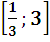 [1/3 ; 3]